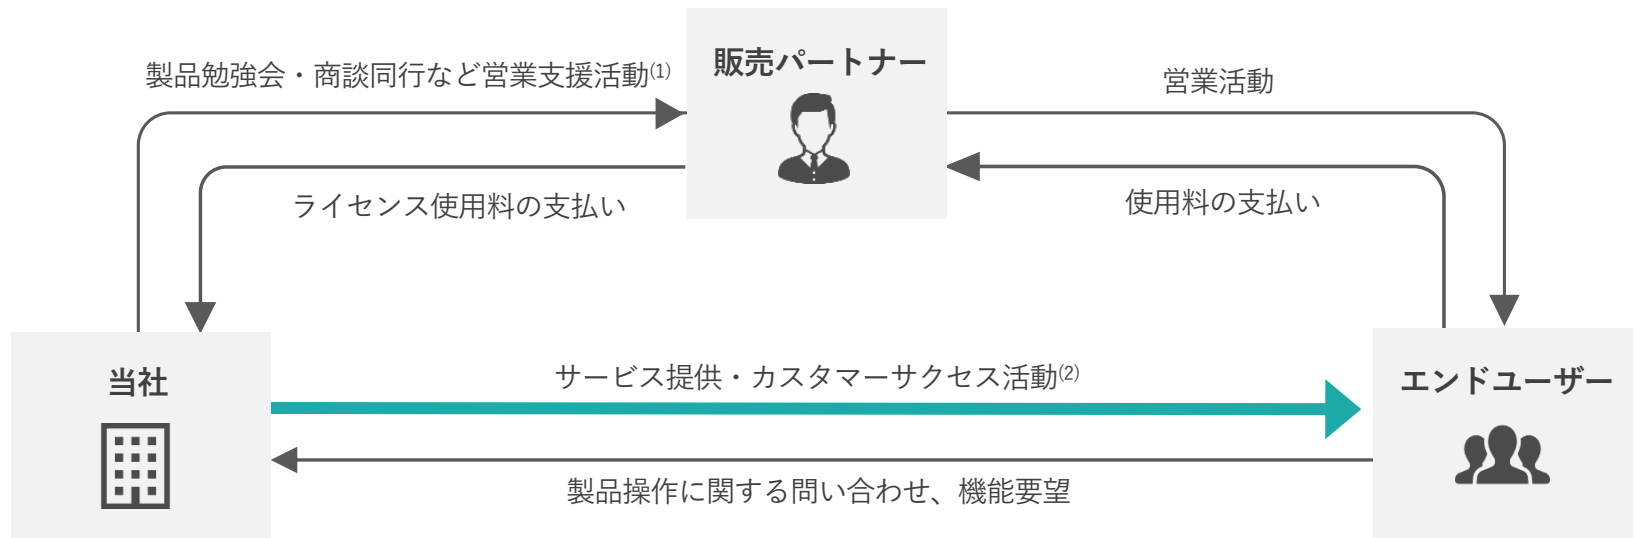 販売パートナー
製品勉強会・商談同行など営業支援活動(1)
営業活動
ライセンス使用料の支払い
使用料の支払い
当社
サービス提供・カスタマーサクセス活動(2)
エンドユーザー
製品操作に関する問い合わせ、機能要望